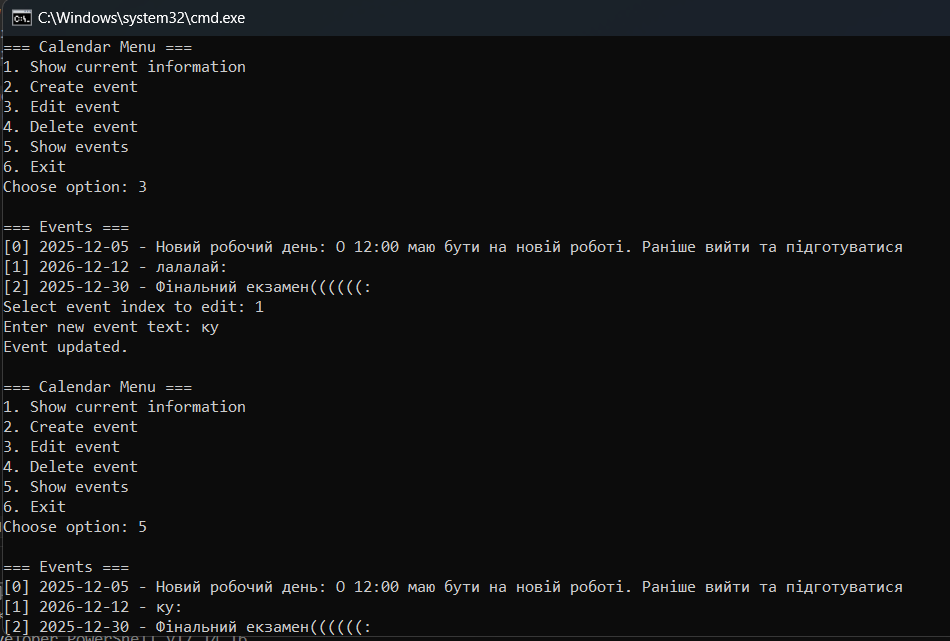 C:\Windows\system32\cmd.exe
=== Calendar Menu ===
1. Show current information
2. Create event
3. Edit event
4. Delete event
5. Show events
6. Exit
Choose option: 3
=== Events ===
[0] 2025-12-05 - Новий робочий день: О 12:00 маю бути на новій роботі. Раніше вийти та підготуватися
[1] 2026-12-12 - лалалай:
[2] 2025-12-30 - Фінальний екзамен((((((:
Select event index to edit: 1
Enter new event text: ку
Event updated.
=== Calendar Menu ===
1. Show current information
2. Create event
3. Edit event
4. Delete event
5. Show events
6. Exit
Choose option: 5
=== Events ===
[0] 2025-12-05 - Новий робочий день: О 12:00 маю бути на новій роботі. Раніше вийти та підготуватися
[1] 2026-12-12 - ку:
[2] 2025-12-30 - Фінальний екзамен((((((: